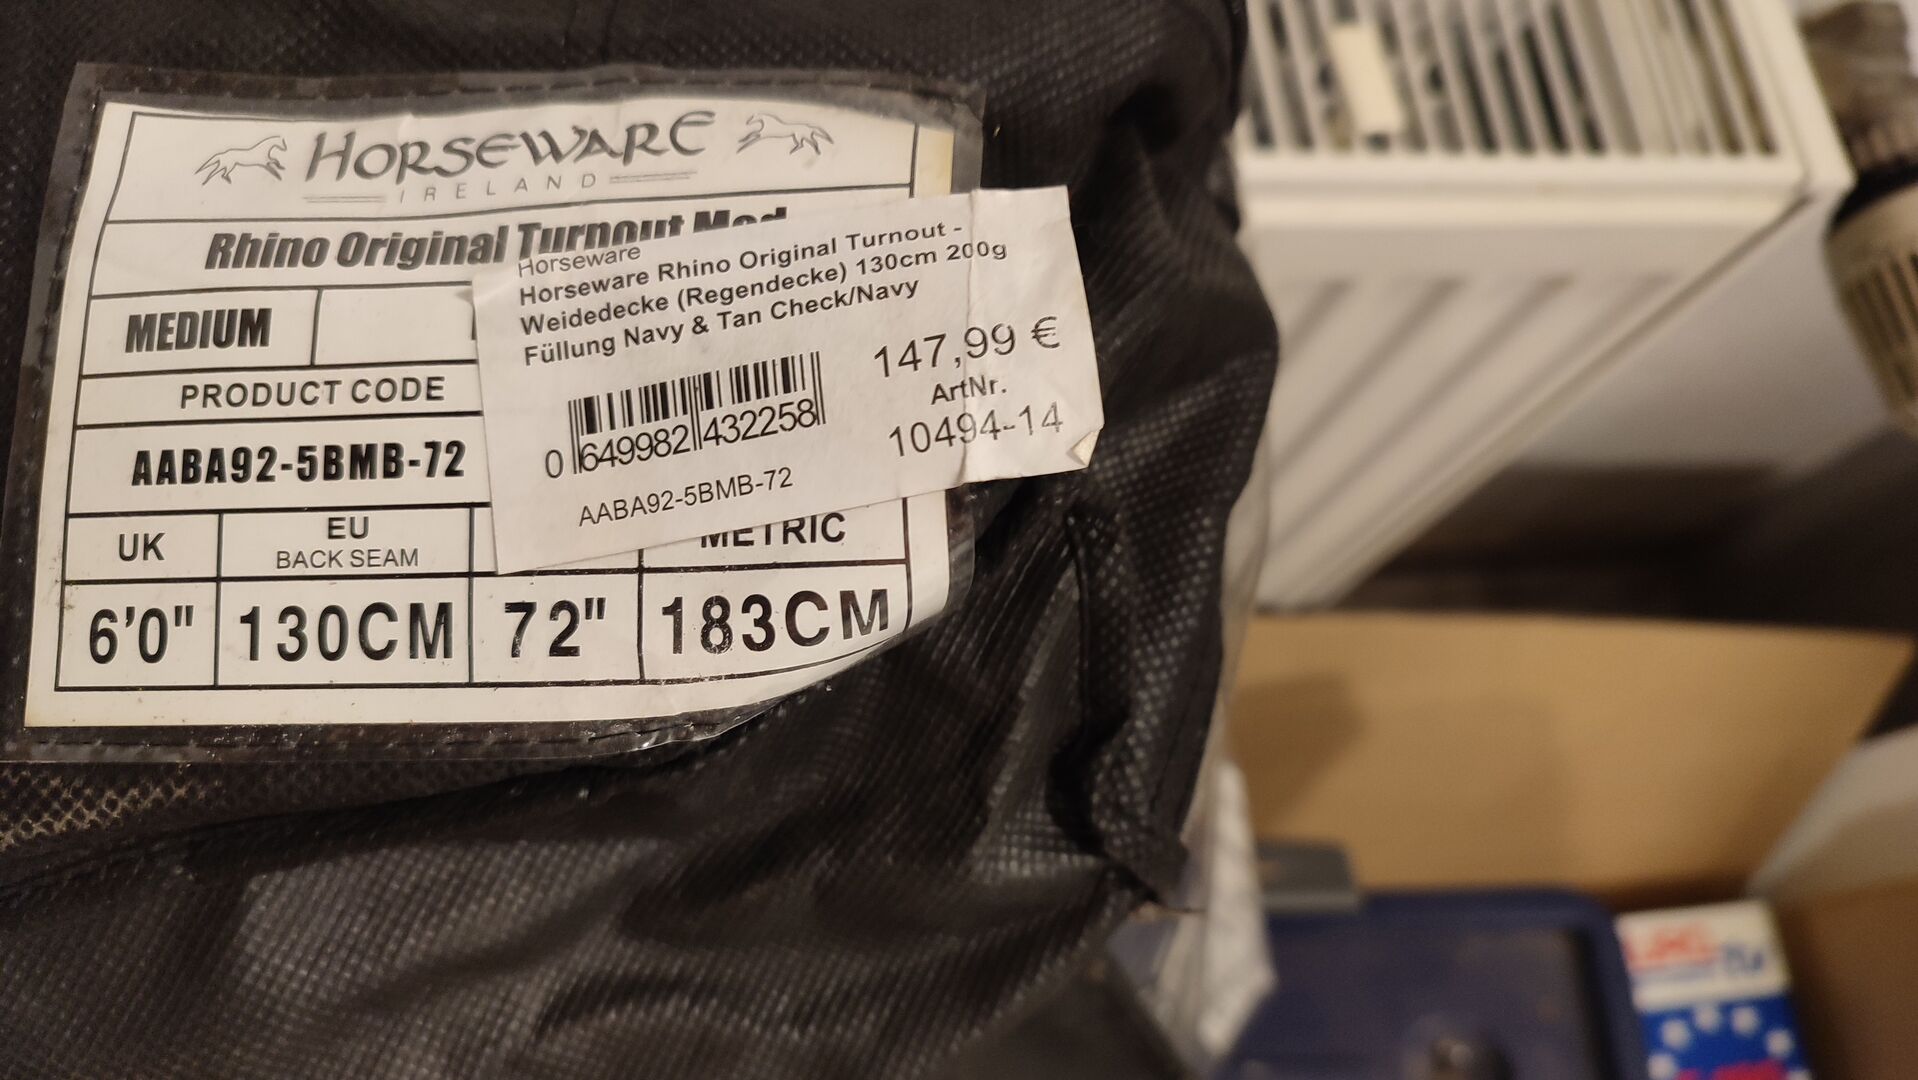 HORSEWARE
IRELAND
Rhino Original Turnout Med
Horseware
Horseware Rhino Original Turnout -
Weidedecke (Regendecke) 130cm 200g
Füllung Navy & Tan Check/Navy
147,99 €
ArtNr.
10494-14
0 649982 432258
AABA92-5BMB-72
MEDIUM
PRODUCT CODE
AABA92-5BMB-72
UK
EU
BACK SEAM
METRIC
6'0"
130CM
72"
183CM